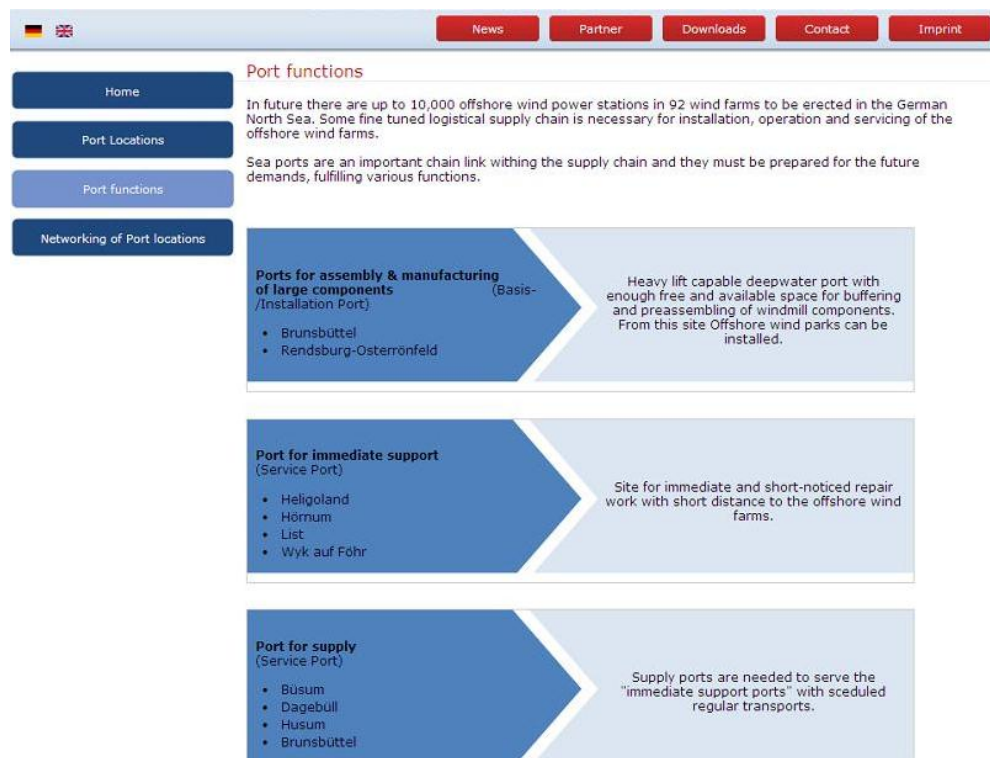 News
Partner
Downloads
Contact
Imprint
Home
Port Locations
Port functions
Networking of Port locations
Port functions
In future there are up to 10,000 offshore wind power stations in 92 wind farms to be erected in the German
North Sea. Some fine tuned logistical supply chain is necessary for installation, operation and servicing of the
offshore wind farms.
Sea ports are an important chain link withing the supply chain and they must be prepared for the future
demands, fulfilling various functions.
Ports for assembly & manufacturing
of large components (Basis-
/Installation Port)
• Brunsbüttel
• Rendsburg-Osterrönfeld
Heavy lift capable deepwater port with
enough free and available space for buffering
and preassembling of windmill components.
From this site Offshore wind parks can be
installed.
Port for immediate support
(Service Port)
• Heligoland
• Hörnum
• List
• Wyk auf Föhr
Site for immediate and short-noticed repair
work with short distance to the offshore wind
farms.
Port for supply
(Service Port)
• Büsum
• Dagebüll
• Husum
• Brunsbüttel
Supply ports are needed to serve the
"immediate support ports" with sceduled
regular transports.